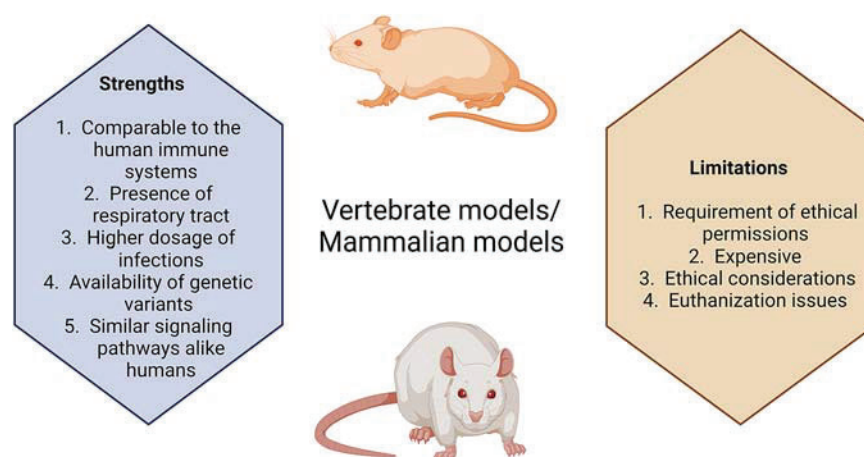 Strengths
1. Comparable to the
human immune
systems
2. Presence of
respiratory tract
3. Higher dosage of
infections
4. Availability of genetic
variants
5. Similar signaling
pathways alike
humans
Vertebrate models/
Mammalian models
Limitations
1. Requirement of ethical
permissions
2. Expensive
3. Ethical considerations
4. Euthanization issues